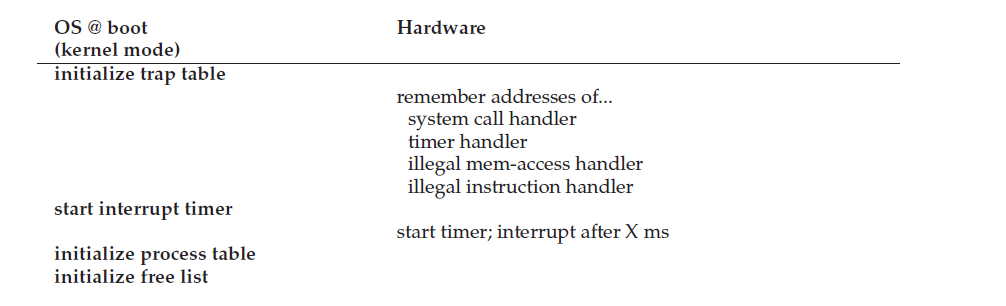 OS @ boot Hardware
(kernel mode)
initialize trap table
remember addresses of...
system call handler
timer handler
illegal mem-access handler
illegal instruction handler
start interrupt timer
start timer; interrupt after X ms
initialize process table
initialize free list